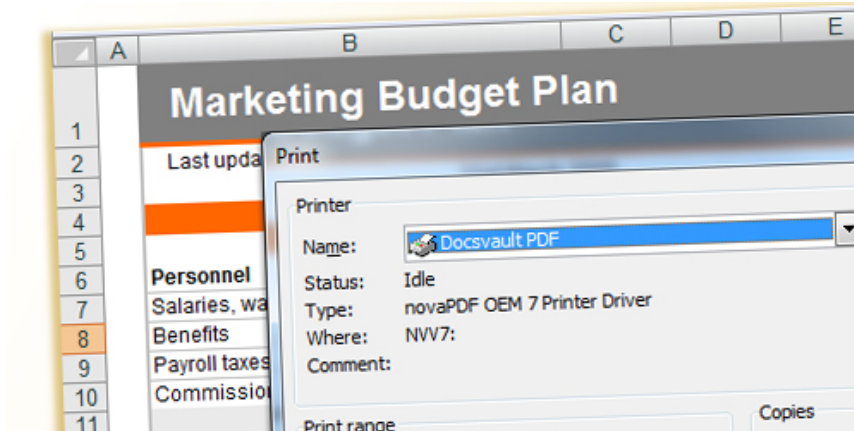 A B C D E
1 Marketing Budget Plan
2 Last upda
3
4
5
6 Personnel
7 Salaries, wa
8 Benefits
9 Payroll taxes
10 Commissio
11
Print
Printer
Name: Docsvault PDF
Status: Idle
Type: novaPDF OEM 7 Printer Driver
Where: NVV7:
Comment:
Print range
Copies